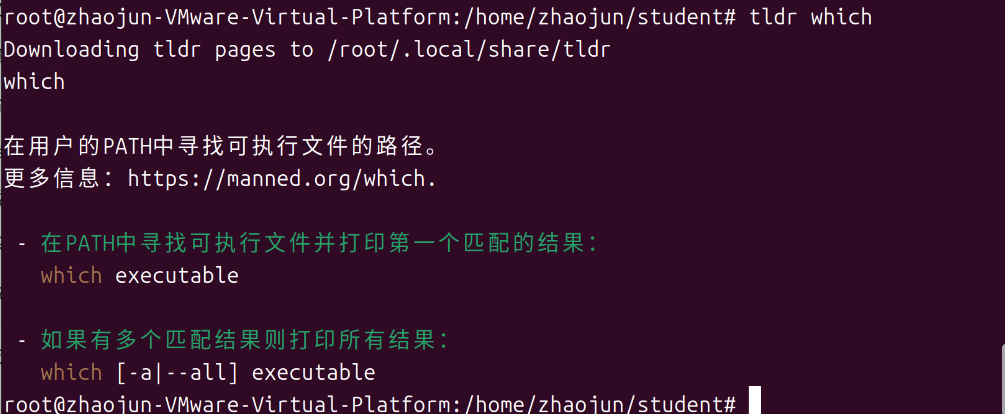 root@zhaojun-VMware-Virtual-Platform:/home/zhaojun/student# tldr which
Downloading tldr pages to /root/.local/share/tldr
which
在用户的PATH中寻找可执行文件的路径。
更多信息：https://manned.org/which.
- 在PATH中寻找可执行文件并打印第一个匹配的结果：
which executable
- 如果有多个匹配结果则打印所有结果：
which [-a|--all] executable
root@zhaojun-VMware-Virtual-Platform:/home/zhaojun/student#